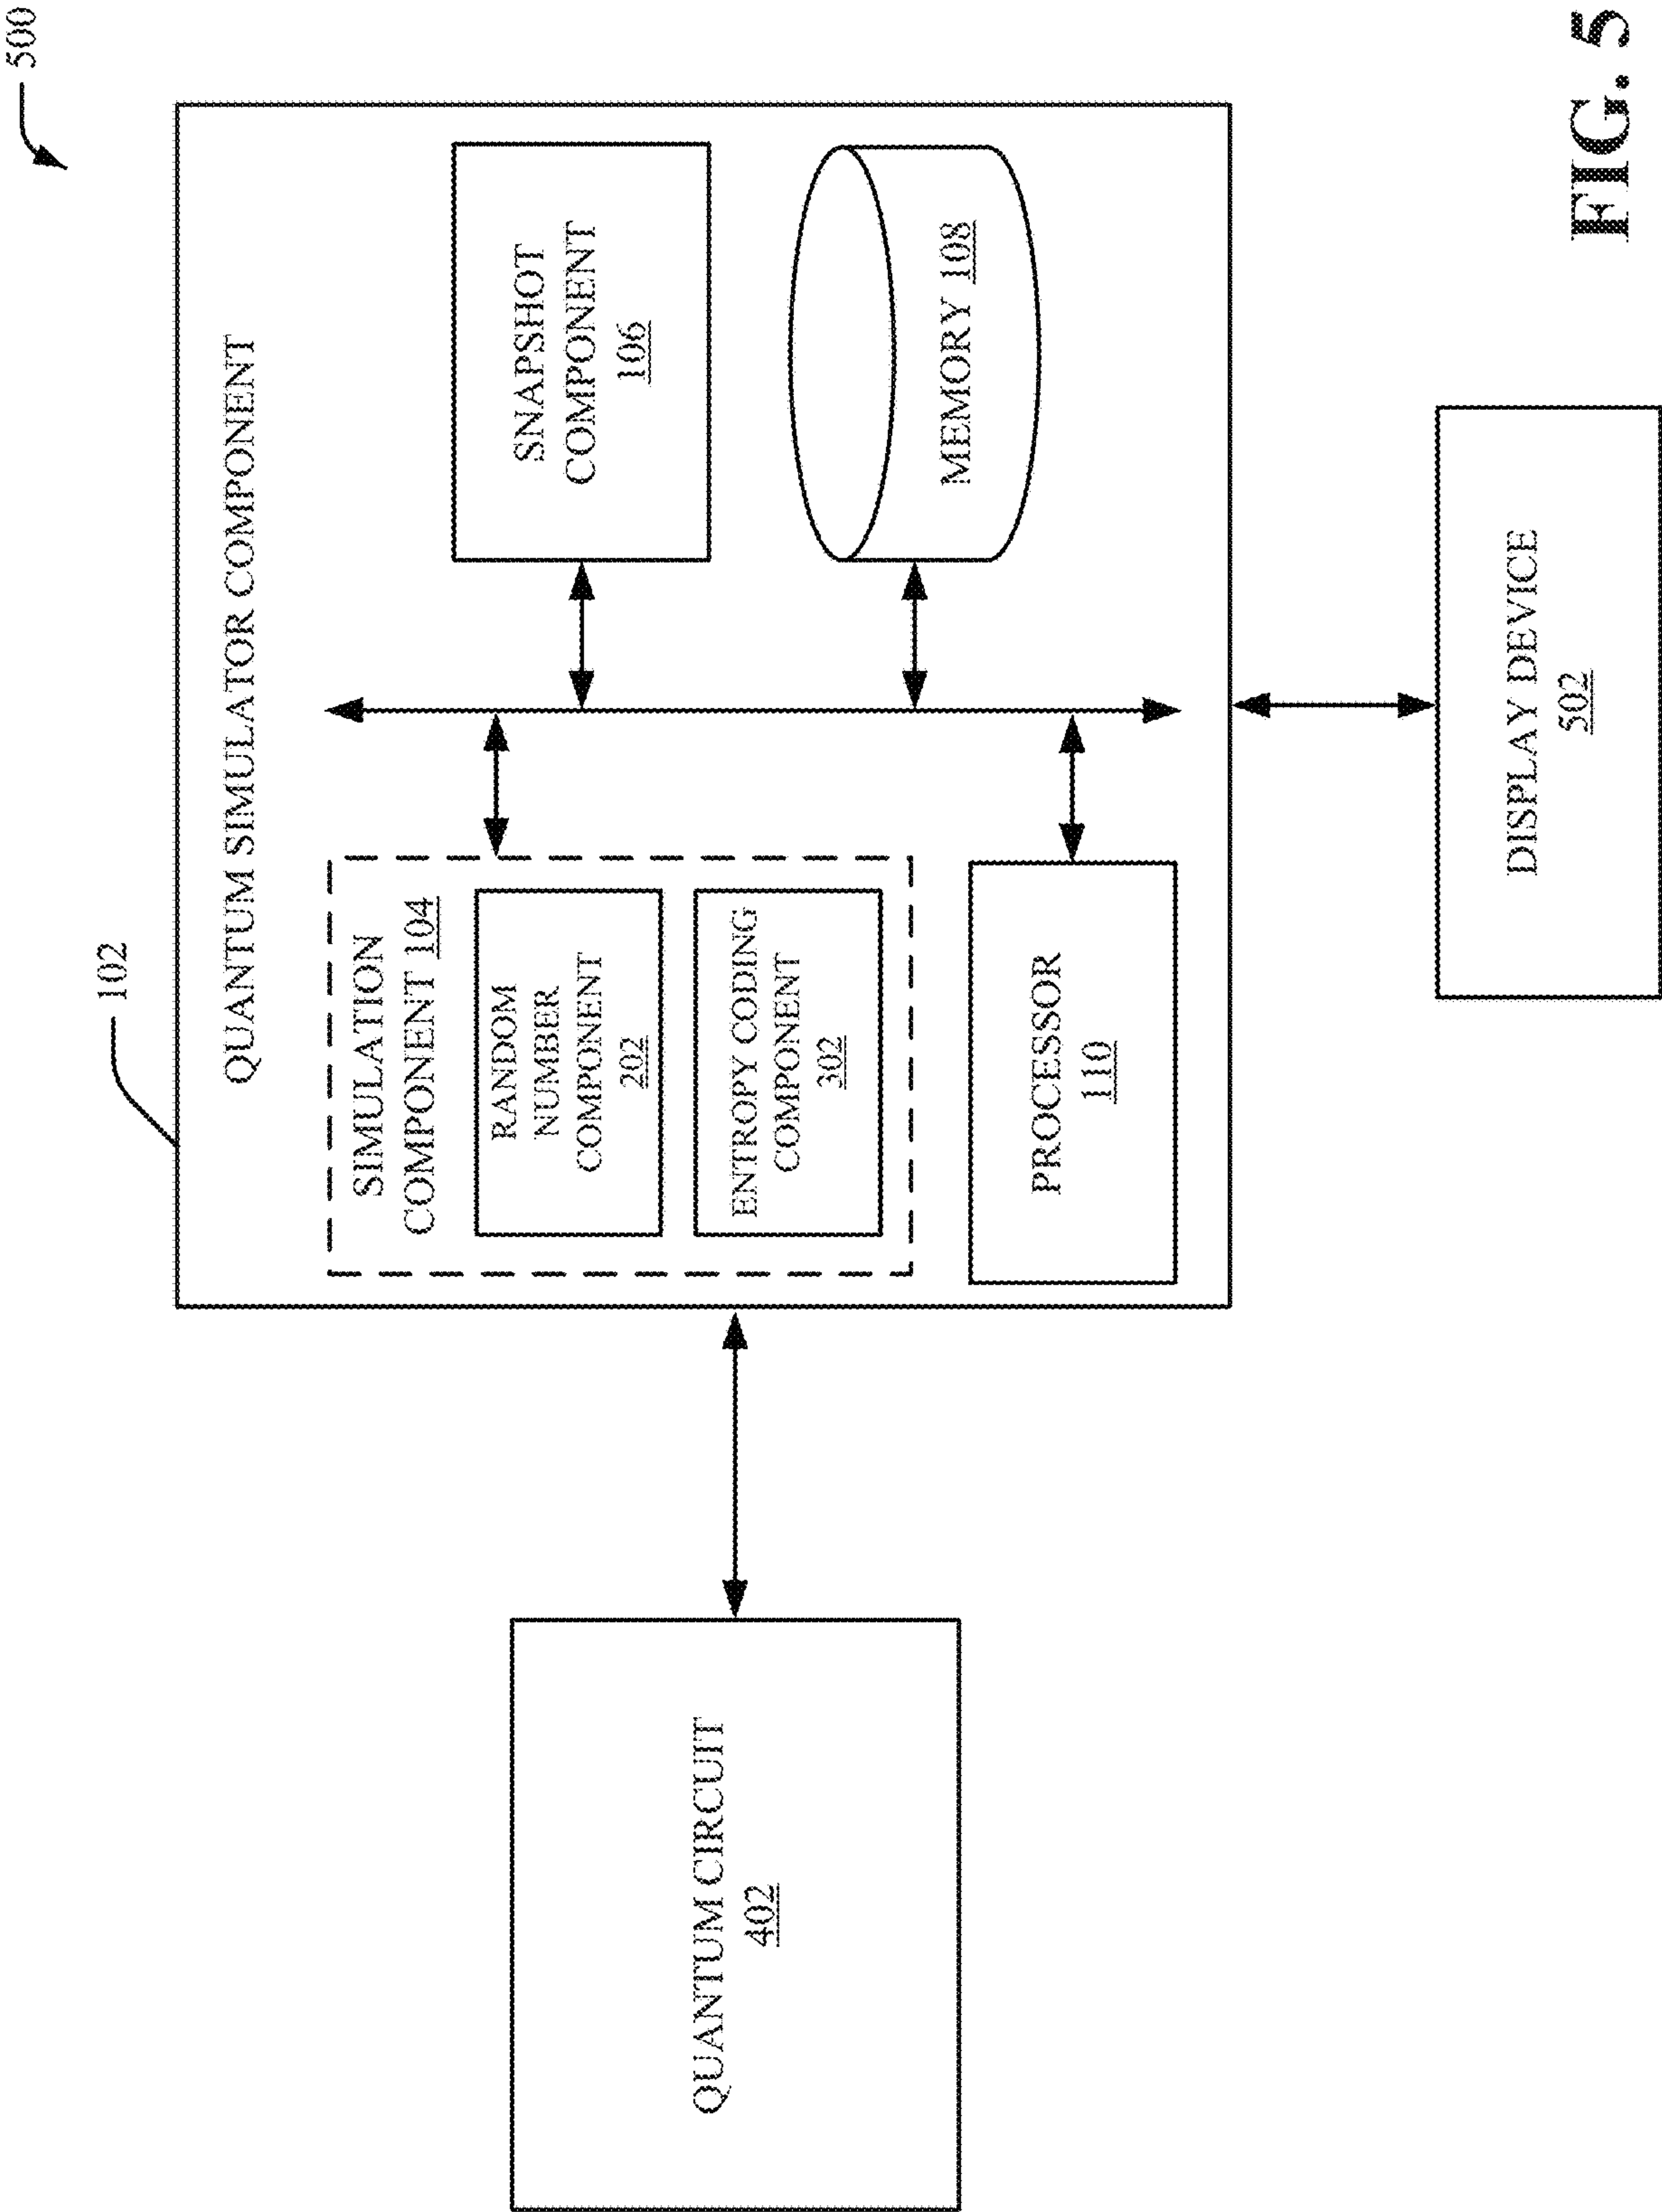 500
102
QUANTUM SIMULATOR COMPONENT
SIMULATION
COMPONENT 104
RANDOM
NUMBER
COMPONENT
202
ENTROPY CODING
COMPONENT
302
PROCESSOR
110
SNAPSHOT
COMPONENT
106
MEMORY 108
QUANTUM CIRCUIT
402
DISPLAY DEVICE
502
FIG. 5